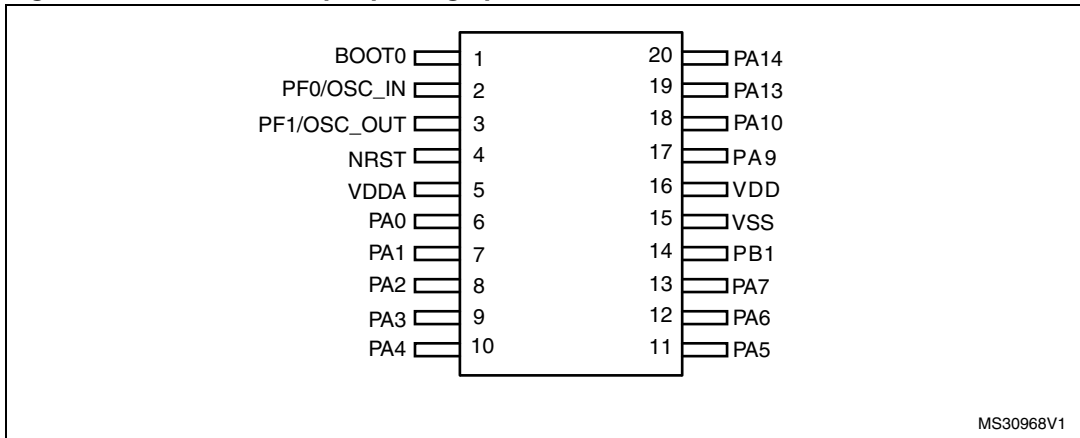 BOOT0 1 20 PA14
PF0/OSC_IN 2 19 PA13
PF1/OSC_OUT 3 18 PA10
NRST 4 17 PA9
VDDA 5 16 VDD
PA0 6 15 VSS
PA1 7 14 PB1
PA2 8 13 PA7
PA3 9 12 PA6
PA4 10 11 PA5
MS30968V1